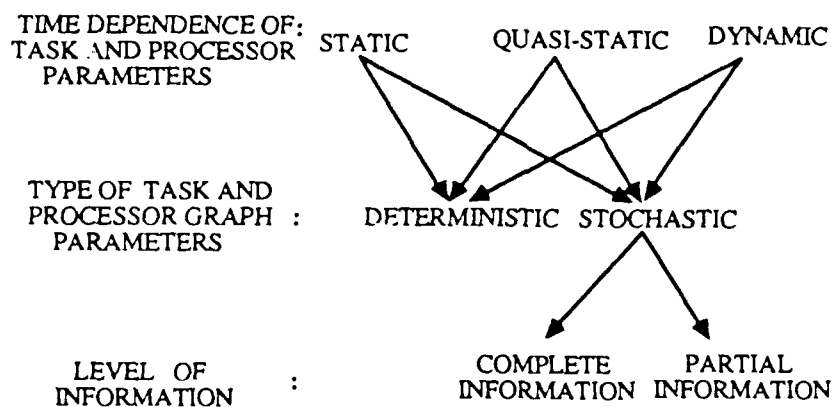 TIME DEPENDENCE OF:
TASK AND PROCESSOR
PARAMETERS
STATIC
QUASI-STATIC
DYNAMIC
TYPE OF TASK AND
PROCESSOR GRAPH :
PARAMETERS
DETERMINISTIC
STOCHASTIC
LEVEL OF
INFORMATION :
COMPLETE
INFORMATION
PARTIAL
INFORMATION